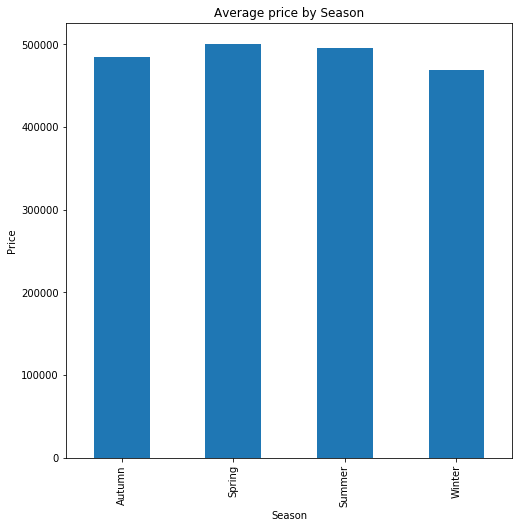 Average price by Season
500000
400000
300000
200000
100000
0
Price
Autumn
Spring
Summer
Winter
Season